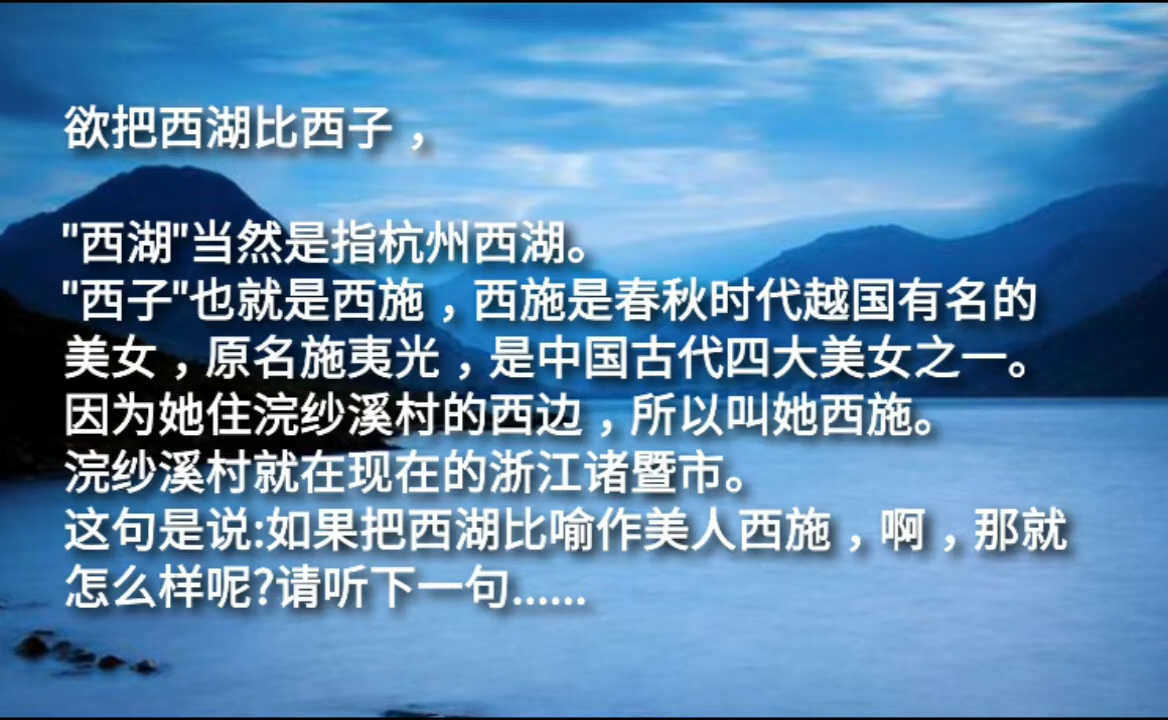 欲把西湖比西子，
"西湖"当然是指杭州西湖。
"西子"也就是西施，西施是春秋时代越国有名的
美女，原名施夷光，是中国古代四大美女之一。
因为她住浣纱溪村的西边，所以叫她西施。
浣纱溪村就在现在的浙江诸暨市。
这句是说:如果把西湖比喻作美人西施，啊，那就
怎么样呢?请听下一句......